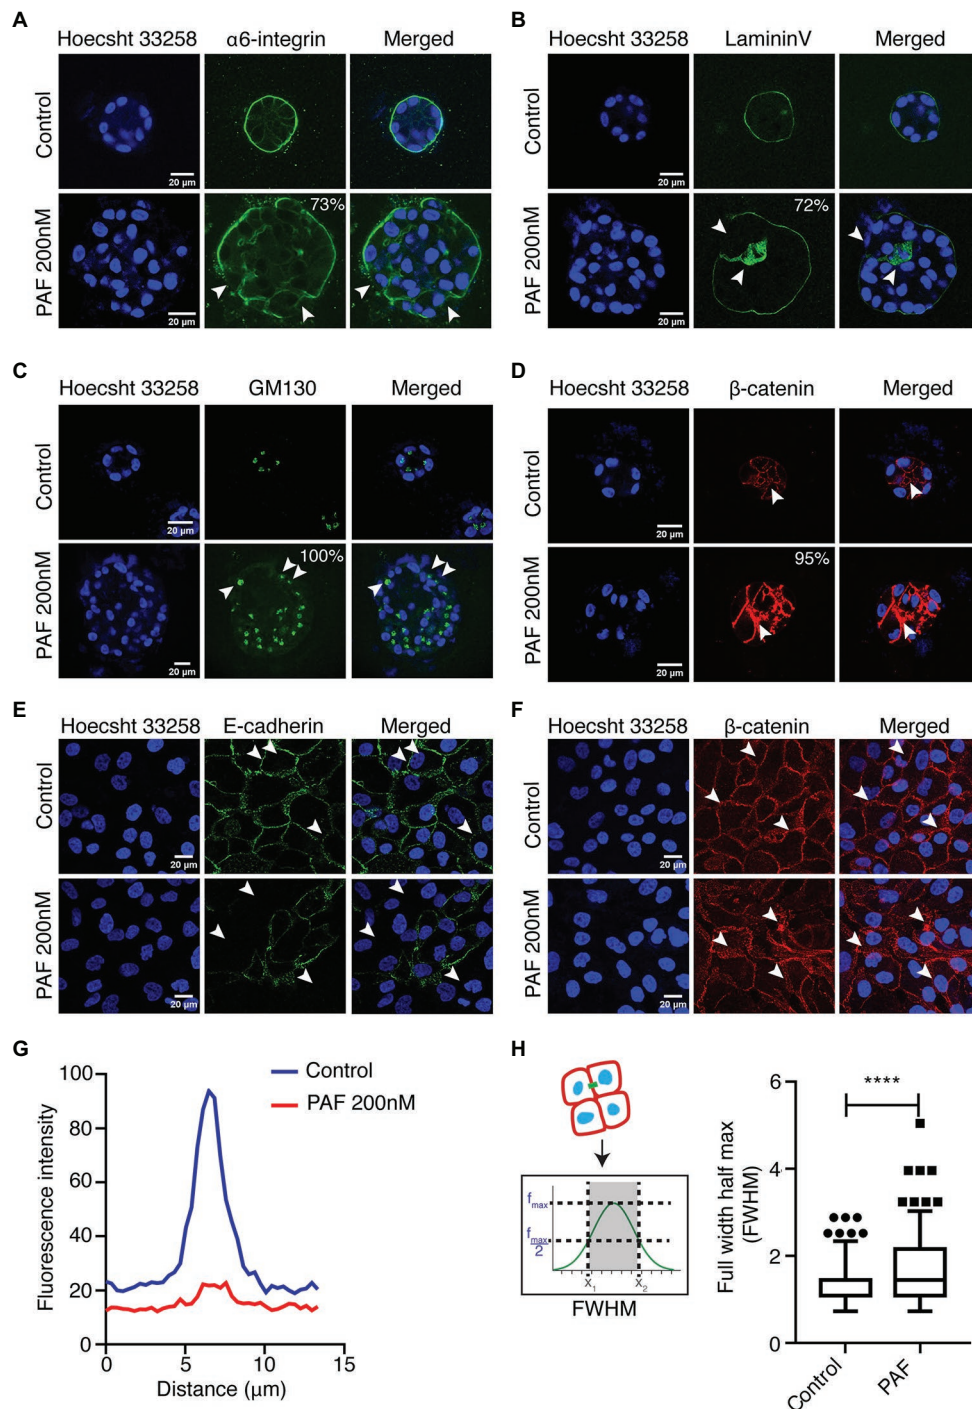 A
Hoecsht 33258 α6-integrin Merged
Control
20 µm
PAF 200nM
73%
20 µm
B
Hoecsht 33258 LamininV Merged
Control
20 µm
PAF 200nM
72%
20 µm
C
Hoecsht 33258 GM130 Merged
Control
20 µm
20 µm
PAF 200nM
100%
20 µm
20 µm
D
Hoecsht 33258 β-catenin Merged
Control
20 µm
PAF 200nM
95%
20 µm
E
Hoecsht 33258 E-cadherin Merged
Control
20 µm
PAF 200nM
20 µm
F
Hoecsht 33258 β-catenin Merged
Control
20 µm
PAF 200nM
20 µm
G
Fluorescence intensity
100
80
60
40
20
0
0 5 10 15
Distance (µm)
Control
PAF 200nM
H
fmax
fmax
2
x1 x2
FWHM
Full width half max
(FWHM)
6
4
2
0
****
Control
PAF